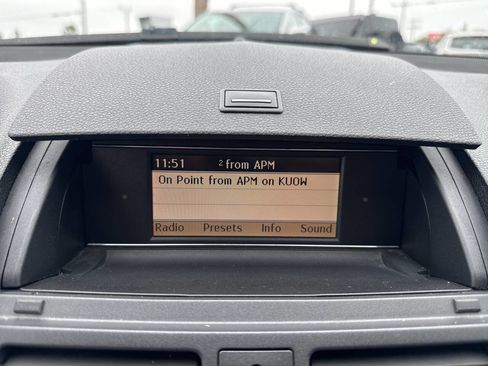 11:51 2 from APM
On Point from APM on KUOW
Radio Presets Info Sound